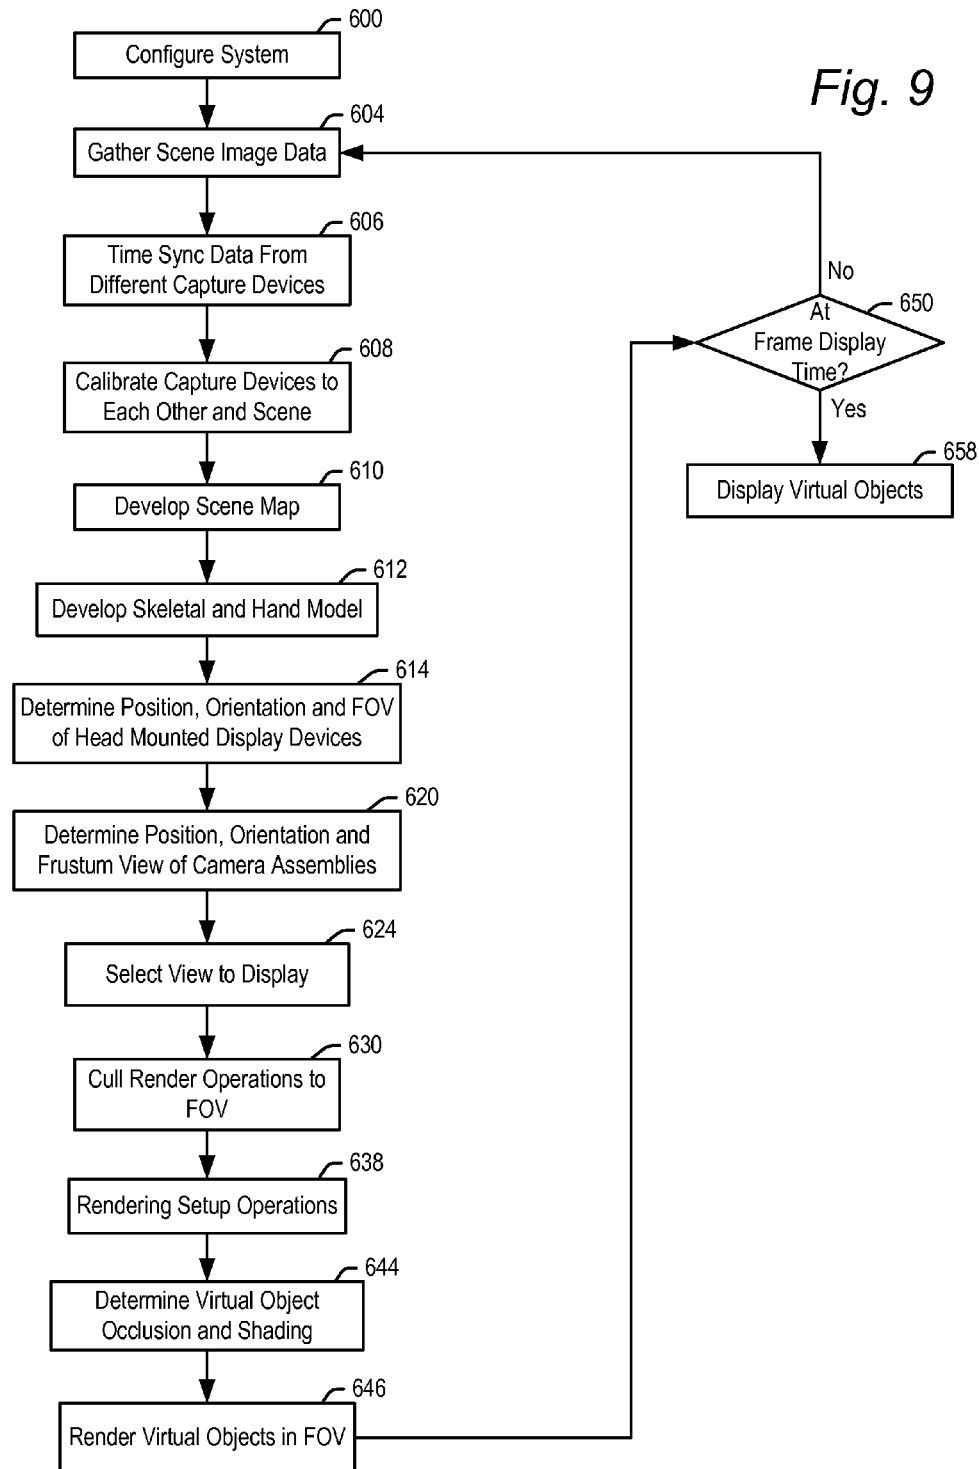 600
Configure System
Fig. 9
604
Gather Scene Image Data
606
Time Sync Data From
Different Capture Devices
No
650
At
Frame Display
Time?
Yes
608
Calibrate Capture Devices to
Each Other and Scene
658
Display Virtual Objects
610
Develop Scene Map
612
Develop Skeletal and Hand Model
614
Determine Position, Orientation and FOV
of Head Mounted Display Devices
620
Determine Position, Orientation and
Frustum View of Camera Assemblies
624
Select View to Display
630
Cull Render Operations to
FOV
638
Rendering Setup Operations
644
Determine Virtual Object
Occlusion and Shading
646
Render Virtual Objects in FOV